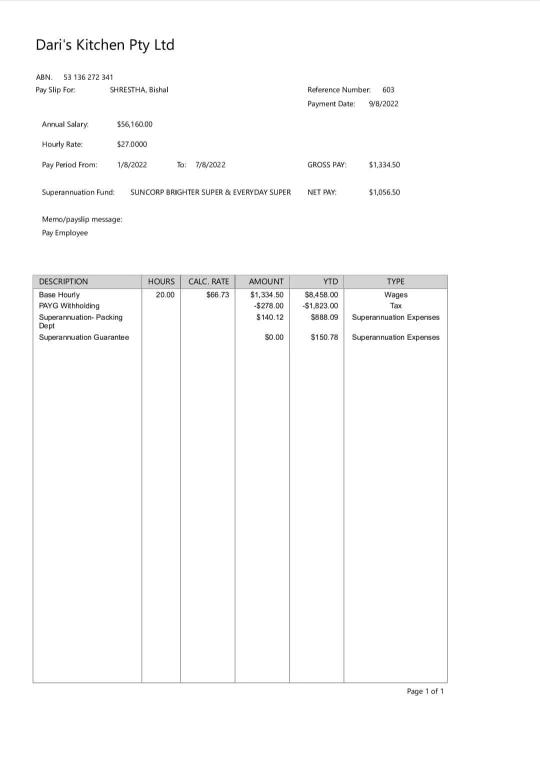 Dari's Kitchen Pty Ltd
ABN. 53 136 272 341
Pay Slip For: SHRESTHA, Bishal Reference Number: 603
Payment Date: 9/8/2022
Annual Salary: $56,160.00
Hourly Rate: $27.0000
Pay Period From: 1/8/2022 To: 7/8/2022 GROSS PAY: $1,334.50
Superannuation Fund: SUNCORP BRIGHTER SUPER & EVERYDAY SUPER NET PAY: $1,056.50
Memo/payslip message:
Pay Employee
DESCRIPTION HOURS CALC. RATE AMOUNT YTD TYPE
Base Hourly 20.00 $66.73 $1,334.50 $8,458.00 Wages
PAYG Withholding -$278.00 -$1,823.00 Tax
Superannuation- Packing $140.12 $888.09 Superannuation Expenses
Dept
Superannuation Guarantee $0.00 $150.78 Superannuation Expenses
Page 1 of 1